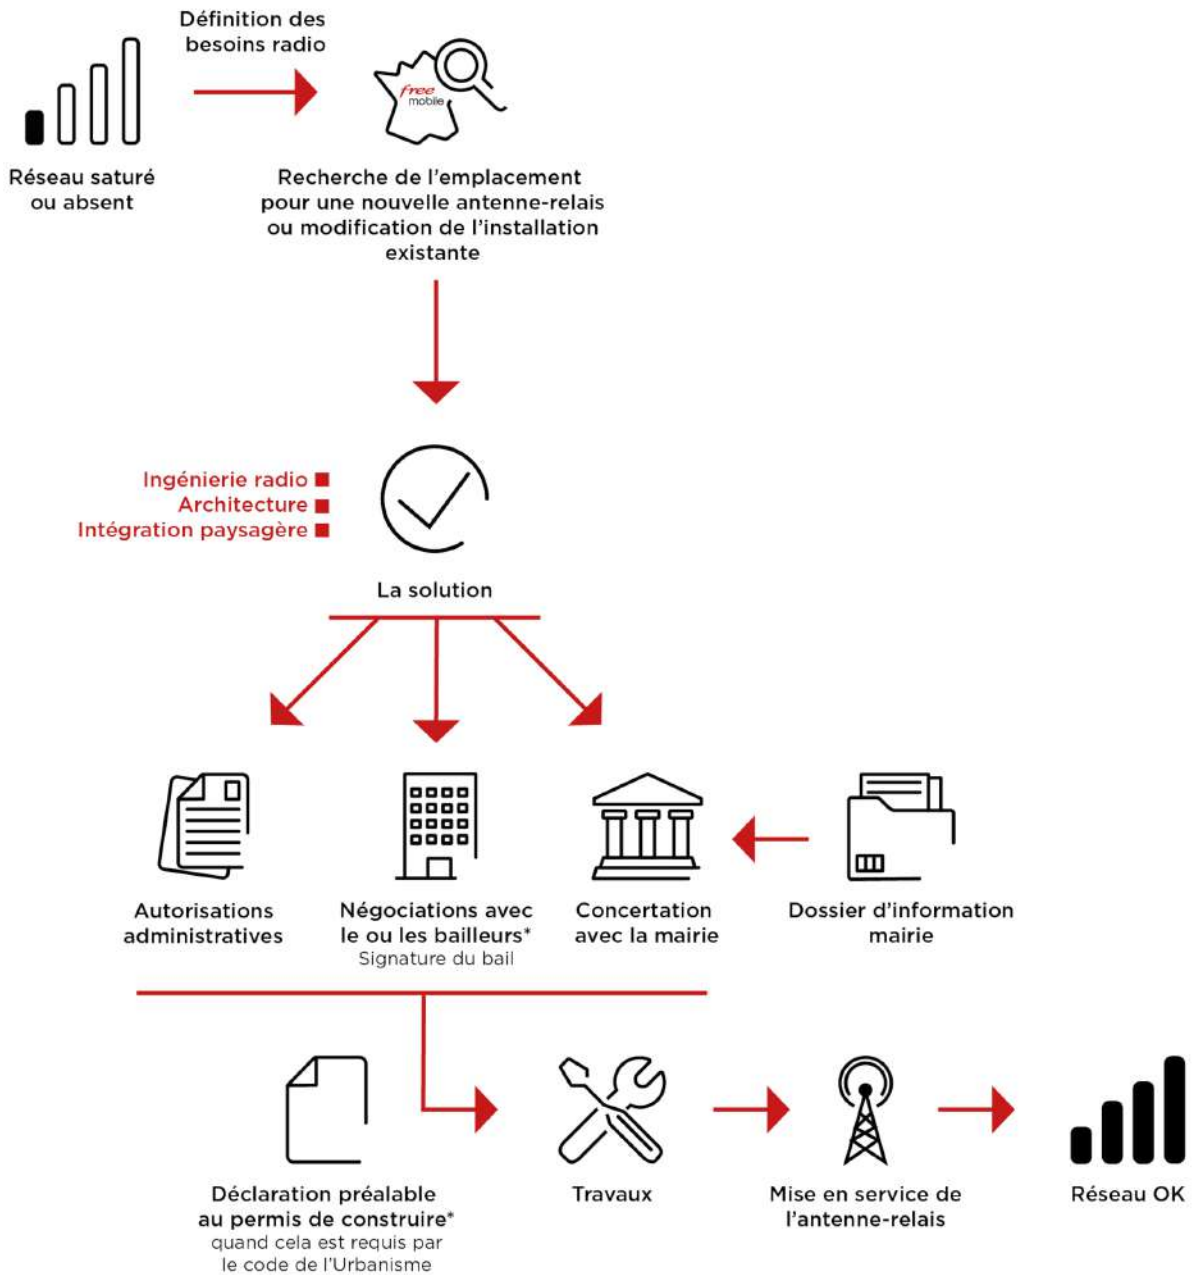 Définition des
besoins radio
free
mobile
Réseau saturé
ou absent
Recherche de l'emplacement
pour une nouvelle antenne-relais
ou modification de l'installation
existante
Ingénierie radio
Architecture
Intégration paysagère
La solution
Autorisations
administratives
Négociations avec
le ou les bailleurs*
Signature du bail
Concertation
avec la mairie
Dossier d'information
mairie
Déclaration préalable
au permis de construire*
quand cela est requis par
le code de l'Urbanisme
Travaux
Mise en service de
l'antenne-relais
Réseau OK